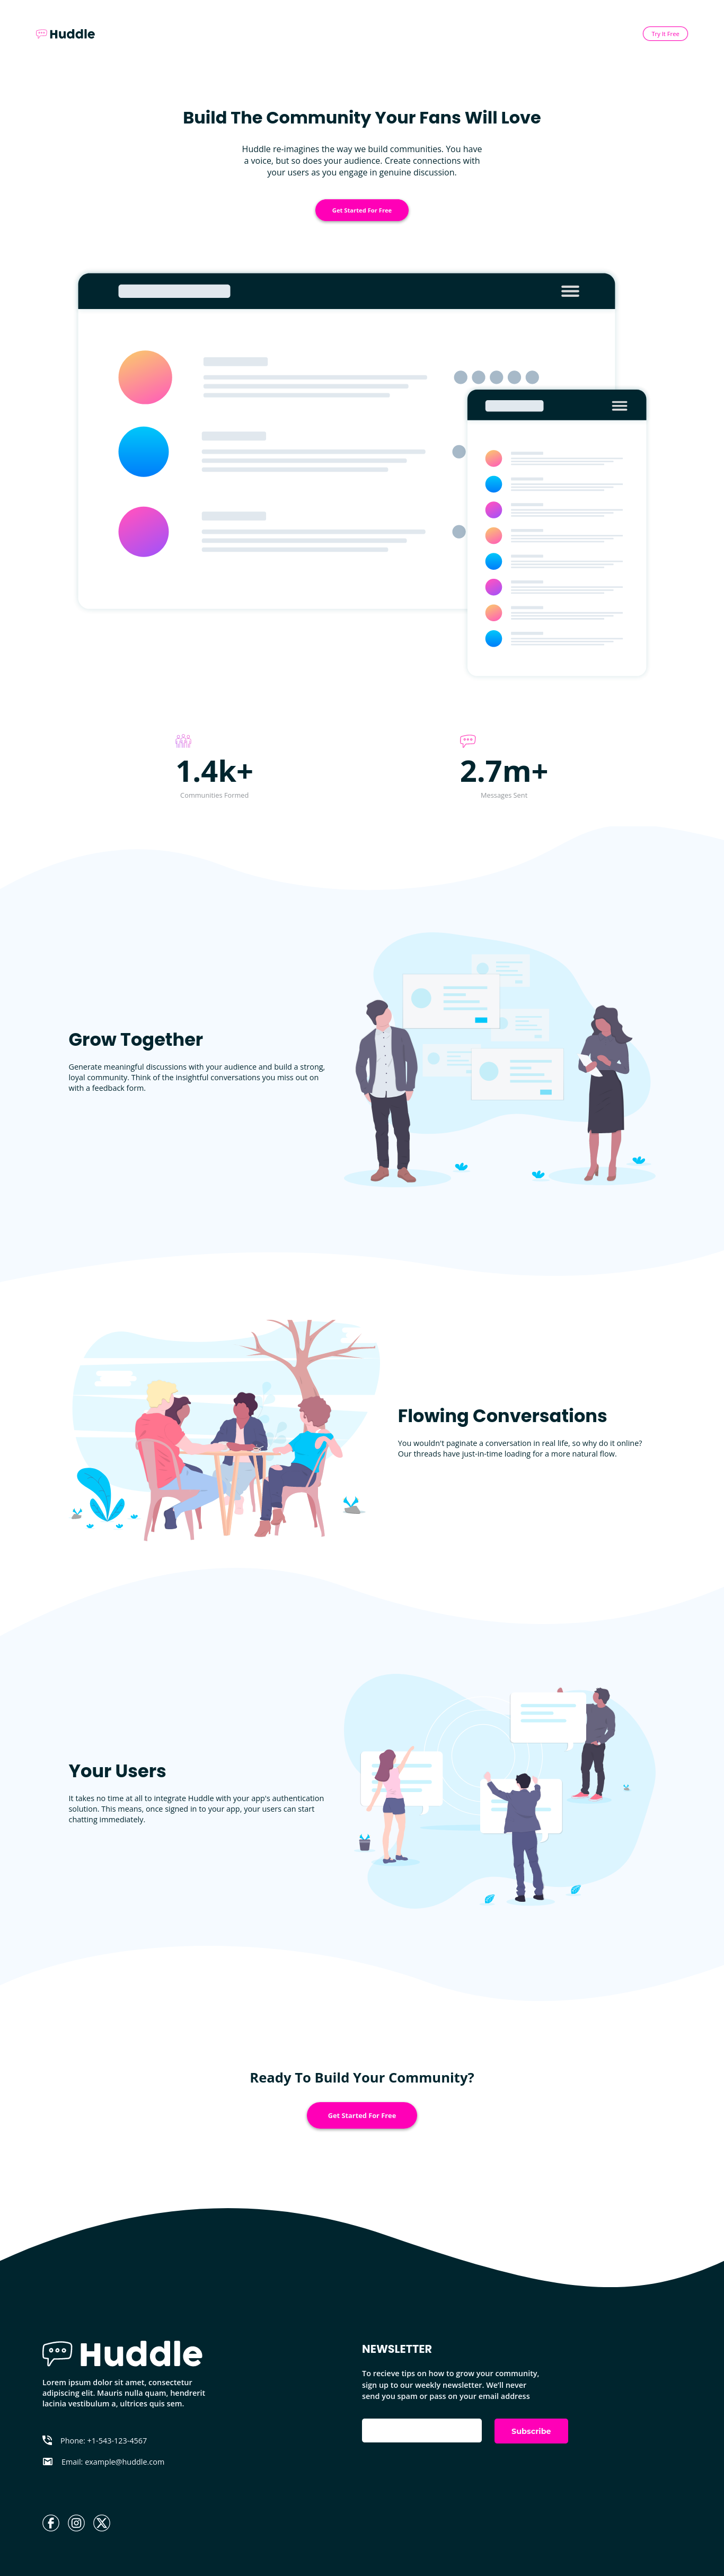 Huddle
Try It Free
Build The Community Your Fans Will Love
Huddle re-imagines the way we build communities. You have
a voice, but so does your audience. Create connections with
your users as you engage in genuine discussion.
Get Started For Free
1.4k+
Communities Formed
2.7m+
Messages Sent
Grow Together
Generate meaningful discussions with your audience and build a strong,
loyal community. Think of the insightful conversations you miss out on
with a feedback form.
Flowing Conversations
You wouldn't paginate a conversation in real life, so why do it online?
Our threads have just-in-time loading for a more natural flow.
Your Users
It takes no time at all to integrate Huddle with your app's authentication
solution. This means, once signed in to your app, your users can start
chatting immediately.
Ready To Build Your Community?
Get Started For Free
Huddle
Lorem ipsum dolor sit amet, consectetur
adipiscing elit. Mauris nulla quam, hendrerit
lacinia vestibulum a, ultrices quis sem.
Phone: +1-543-123-4567
Email: example@huddle.com
NEWSLETTER
To recieve tips on how to grow your community,
sign up to our weekly newsletter. We'll never
send you spam or pass on your email address
Subscribe